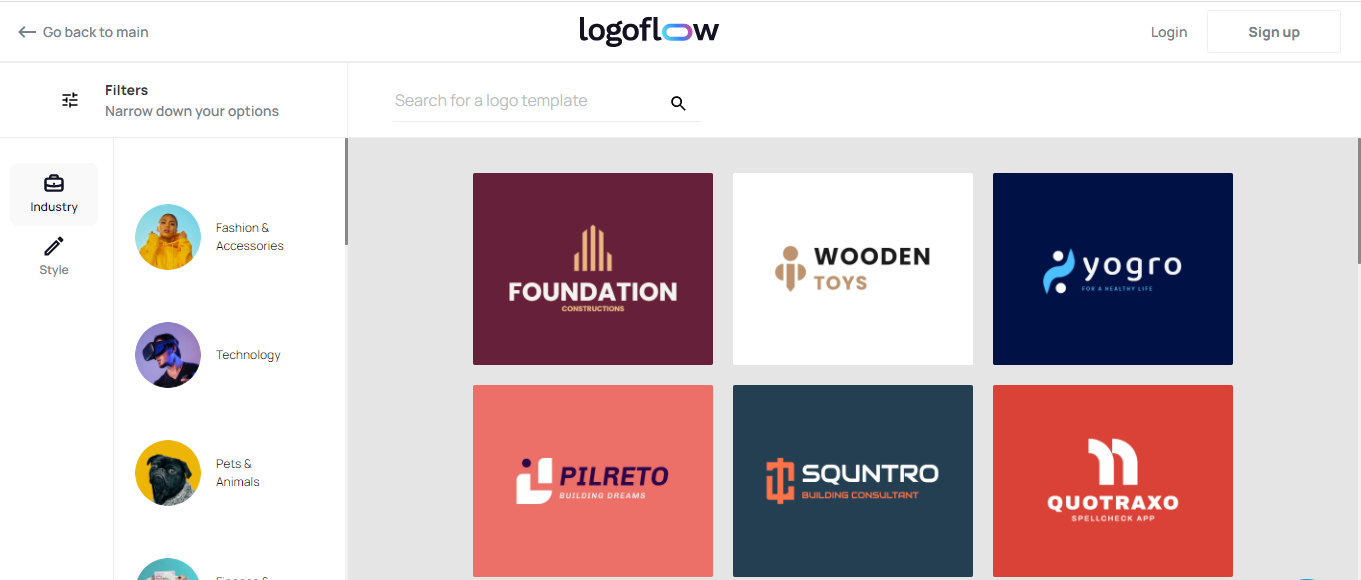 Go back to main
logoflow
Login
Sign up
Filters
Narrow down your options
Search for a logo template
Industry
Style
Fashion &
Accessories
Technology
Pets &
Animals
FOUNDATION
CONSTRUCTIONS
WOODEN
TOYS
yogro
FOR A HEALTHY LIFE
PILRETO
BUILDING DREAMS
SQUNTRO
BUILDING CONSULTANT
QUOTRAXO
SPELLCHECK APP